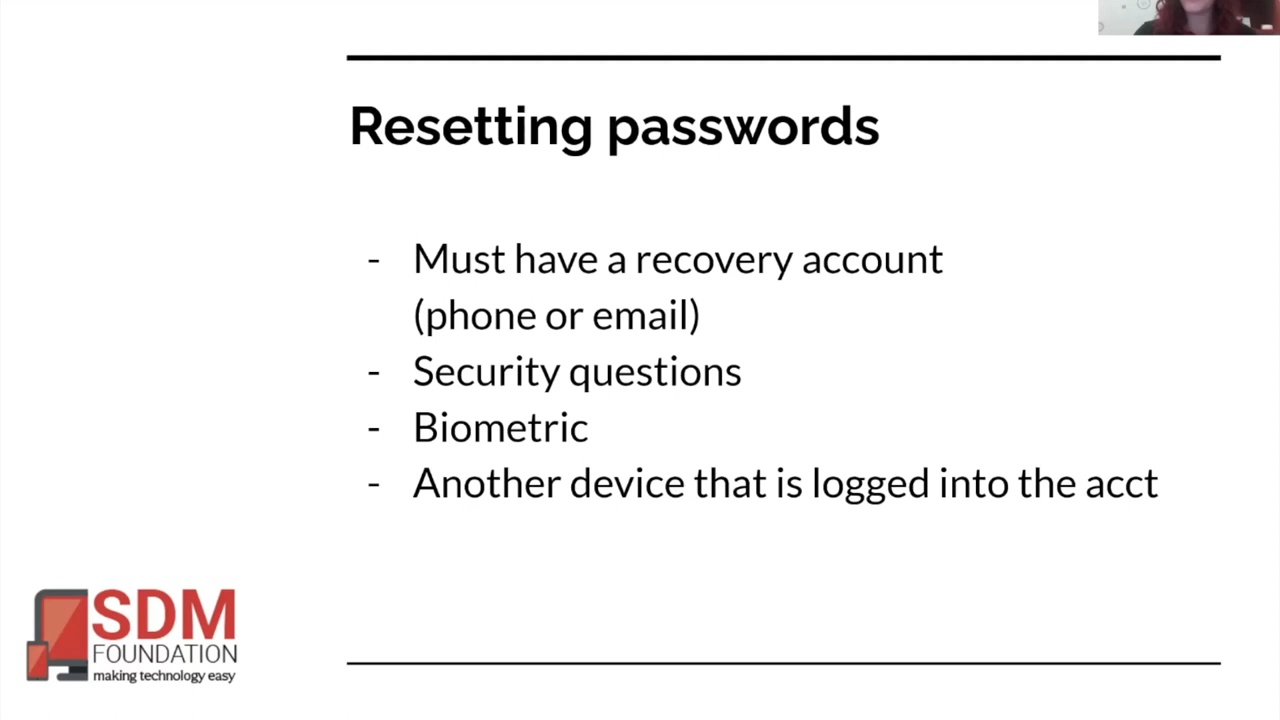 Resetting passwords
- Must have a recovery account
(phone or email)
- Security questions
- Biometric
- Another device that is logged into the acct
SDM
FOUNDATION
making technology easy